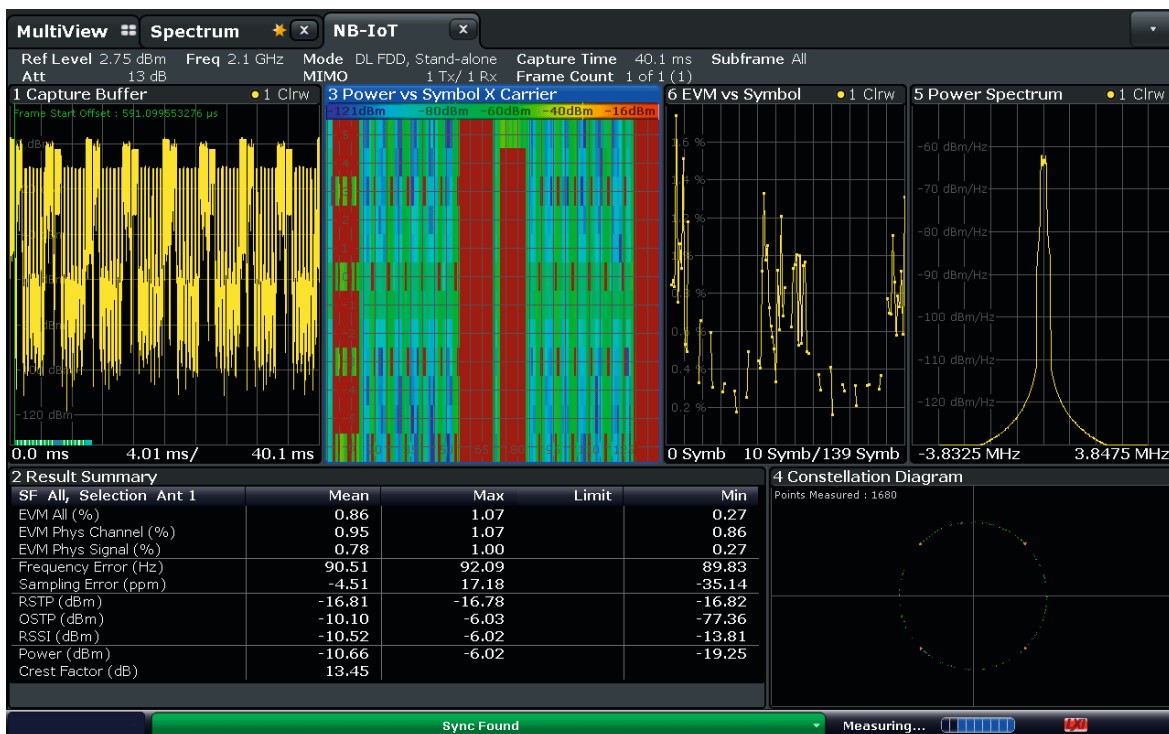 MultiView Spectrum NB-IoT
Ref Level 2.75 dBm Freq 2.1 GHz Mode DL FDD, Stand-alone Capture Time 40.1 ms Subframe All
Att 13 dB MIMO 1 Tx/ 1 Rx Frame Count 1 of 1 (1)
1 Capture Buffer 1 Clrw
Frame Start Offset : 591.099553276 µs
-120 dBm
0.0 ms 4.01 ms/ 40.1 ms
3 Power vs Symbol X Carrier
-121dBm -80dBm -60dBm -40dBm -16dBm
6 EVM vs Symbol 1 Clrw
0.4 %
0.2 %
0 Symb 10 Symb/139 Symb
5 Power Spectrum 1 Clrw
-60 dBm/Hz
-70 dBm/Hz
-80 dBm/Hz
-90 dBm/Hz
-100 dBm/Hz
-110 dBm/Hz
-120 dBm/Hz
-3.8325 MHz 3.8475 MHz
2 Result Summary
SF All, Selection Ant 1 Mean Max Limit Min
EVM All (%) 0.86 1.07 0.27
EVM Phys Channel (%) 0.95 1.07 0.86
EVM Phys Signal (%) 0.78 1.00 0.27
Frequency Error (Hz) 90.51 92.09 89.83
Sampling Error (ppm) -4.51 17.18 -35.14
RSTP (dBm) -16.81 -16.78 -16.82
OSTP (dBm) -10.10 -6.03 -77.36
RSSI (dBm) -10.52 -6.02 -13.81
Power (dBm) -10.66 -6.02 -19.25
Crest Factor (dB) 13.45
4 Constellation Diagram
Points Measured : 1680
Sync Found
Measuring...
LXI